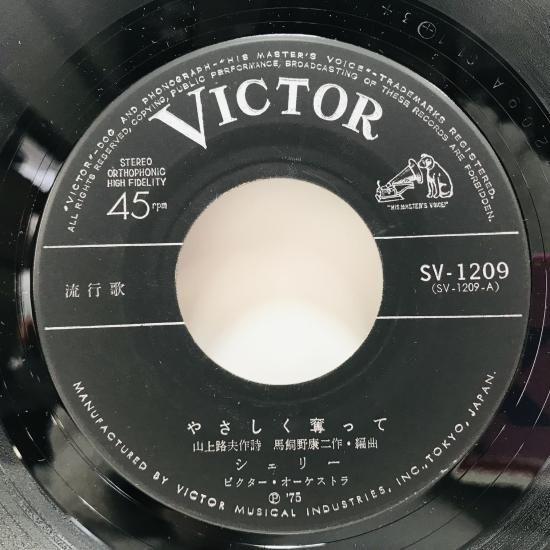 "VICTOR"-DOG AND PHONOGRAPH-"HIS MASTER'S VOICE"-TRADEMARKS REGISTERED.
ALL RIGHTS RESERVED, COPYING, PUBLIC PERFORMANCE, BROADCASTING OF THESE RECORDS ARE FORBIDDEN.
VICTOR
STEREO
ORTHOPHONIC
HIGH FIDELITY
45rpm
"HIS MASTER'S VOICE"
流行歌
SV-1209
(SV-1209-A)
やさしく奪って
山上路夫作詩 馬飼野康二作・編曲
シェリー
ビクター・オーケストラ
Ⓟ '75
MANUFACTURED BY VICTOR MUSICAL INDUSTRIES, INC., TOKYO, JAPAN.